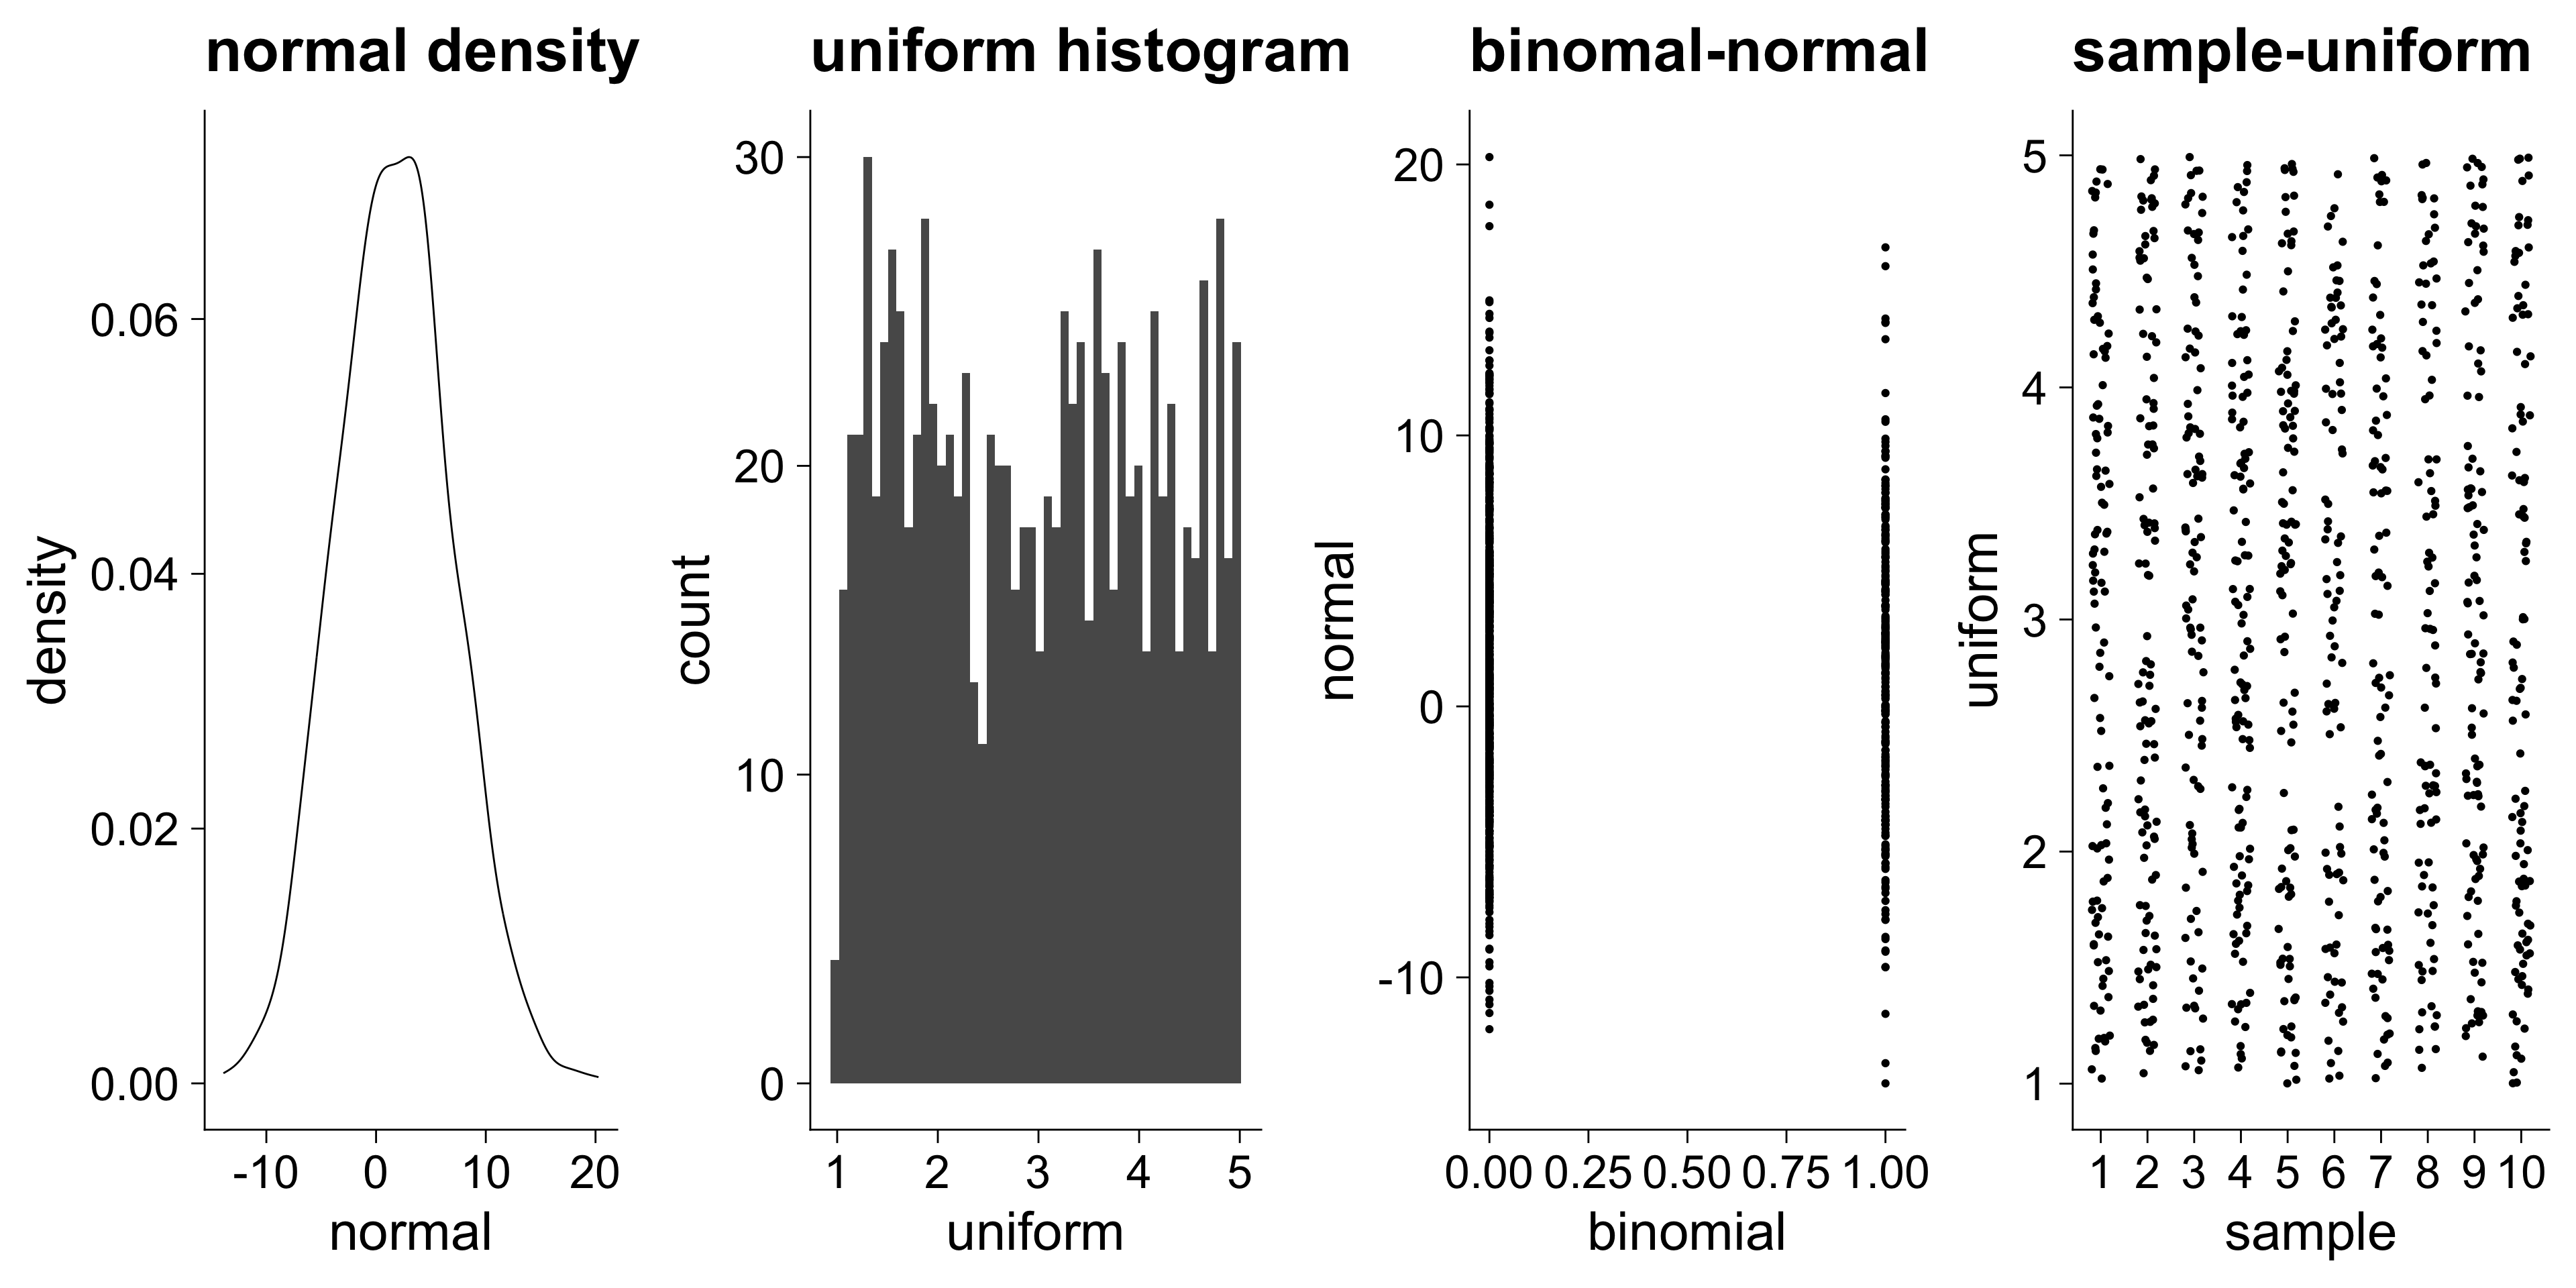 normal density
density
0.06
0.04
0.02
0.00
-10 0 10 20
normal
uniform histogram
count
30
20
10
0
1 2 3 4 5
uniform
binomal-normal
normal
20
10
0
-10
0.00 0.25 0.50 0.75 1.00
binomial
sample-uniform
uniform
5
4
3
2
1
1 2 3 4 5 6 7 8 9 10
sample